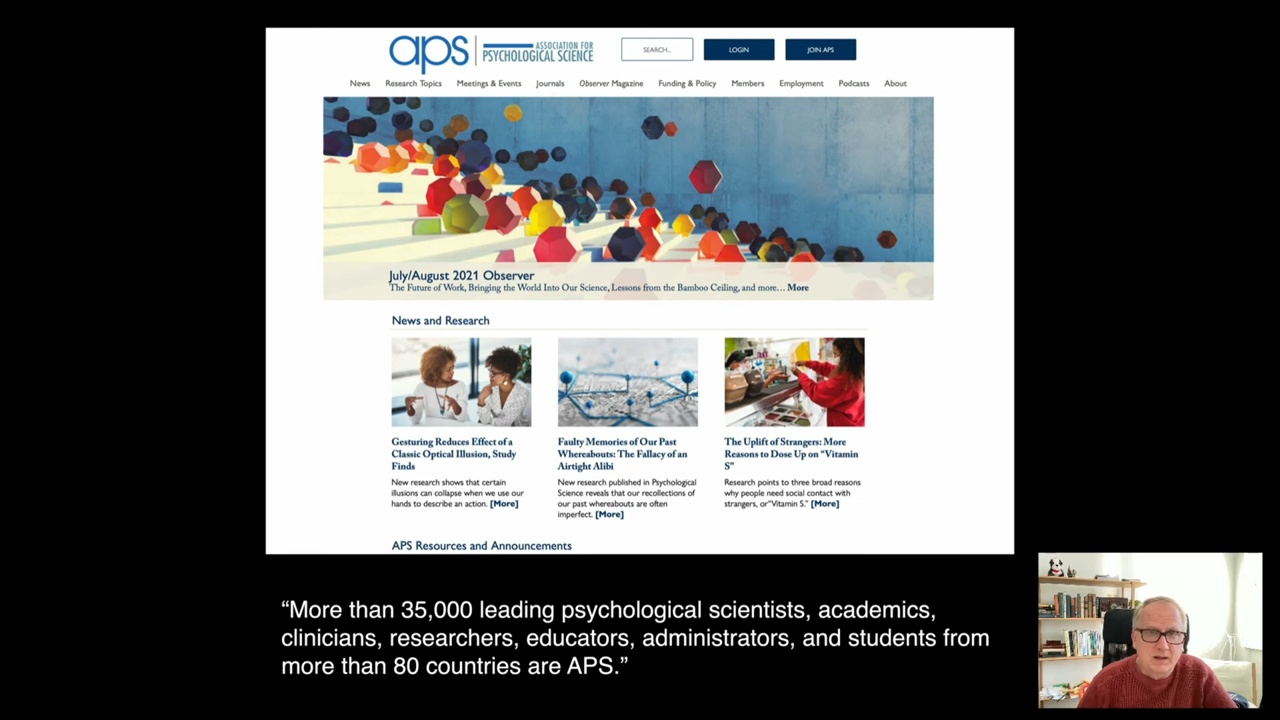 aps
ASSOCIATION FOR
PSYCHOLOGICAL SCIENCE
SEARCH...
LOGIN
JOIN APS
News
Research Topics
Meetings & Events
Journals
Observer Magazine
Funding & Policy
Members
Employment
Podcasts
About
July/August 2021 Observer
The Future of Work, Bringing the World Into Our Science, Lessons from the Bamboo Ceiling, and more… More
News and Research
Gesturing Reduces Effect of a
Classic Optical Illusion, Study
Finds
New research shows that certain
illusions can collapse when we use our
hands to describe an action. [More]
Faulty Memories of Our Past
Whereabouts: The Fallacy of an
Airtight Alibi
New research published in Psychological
Science reveals that our recollections of
our past whereabouts are often
imperfect. [More]
The Uplift of Strangers: More
Reasons to Dose Up on “Vitamin
S”
Research points to three broad reasons
why people need social contact with
strangers, or“Vitamin S.” [More]
APS Resources and Announcements
“More than 35,000 leading psychological scientists, academics,
clinicians, researchers, educators, administrators, and students from
more than 80 countries are APS.”